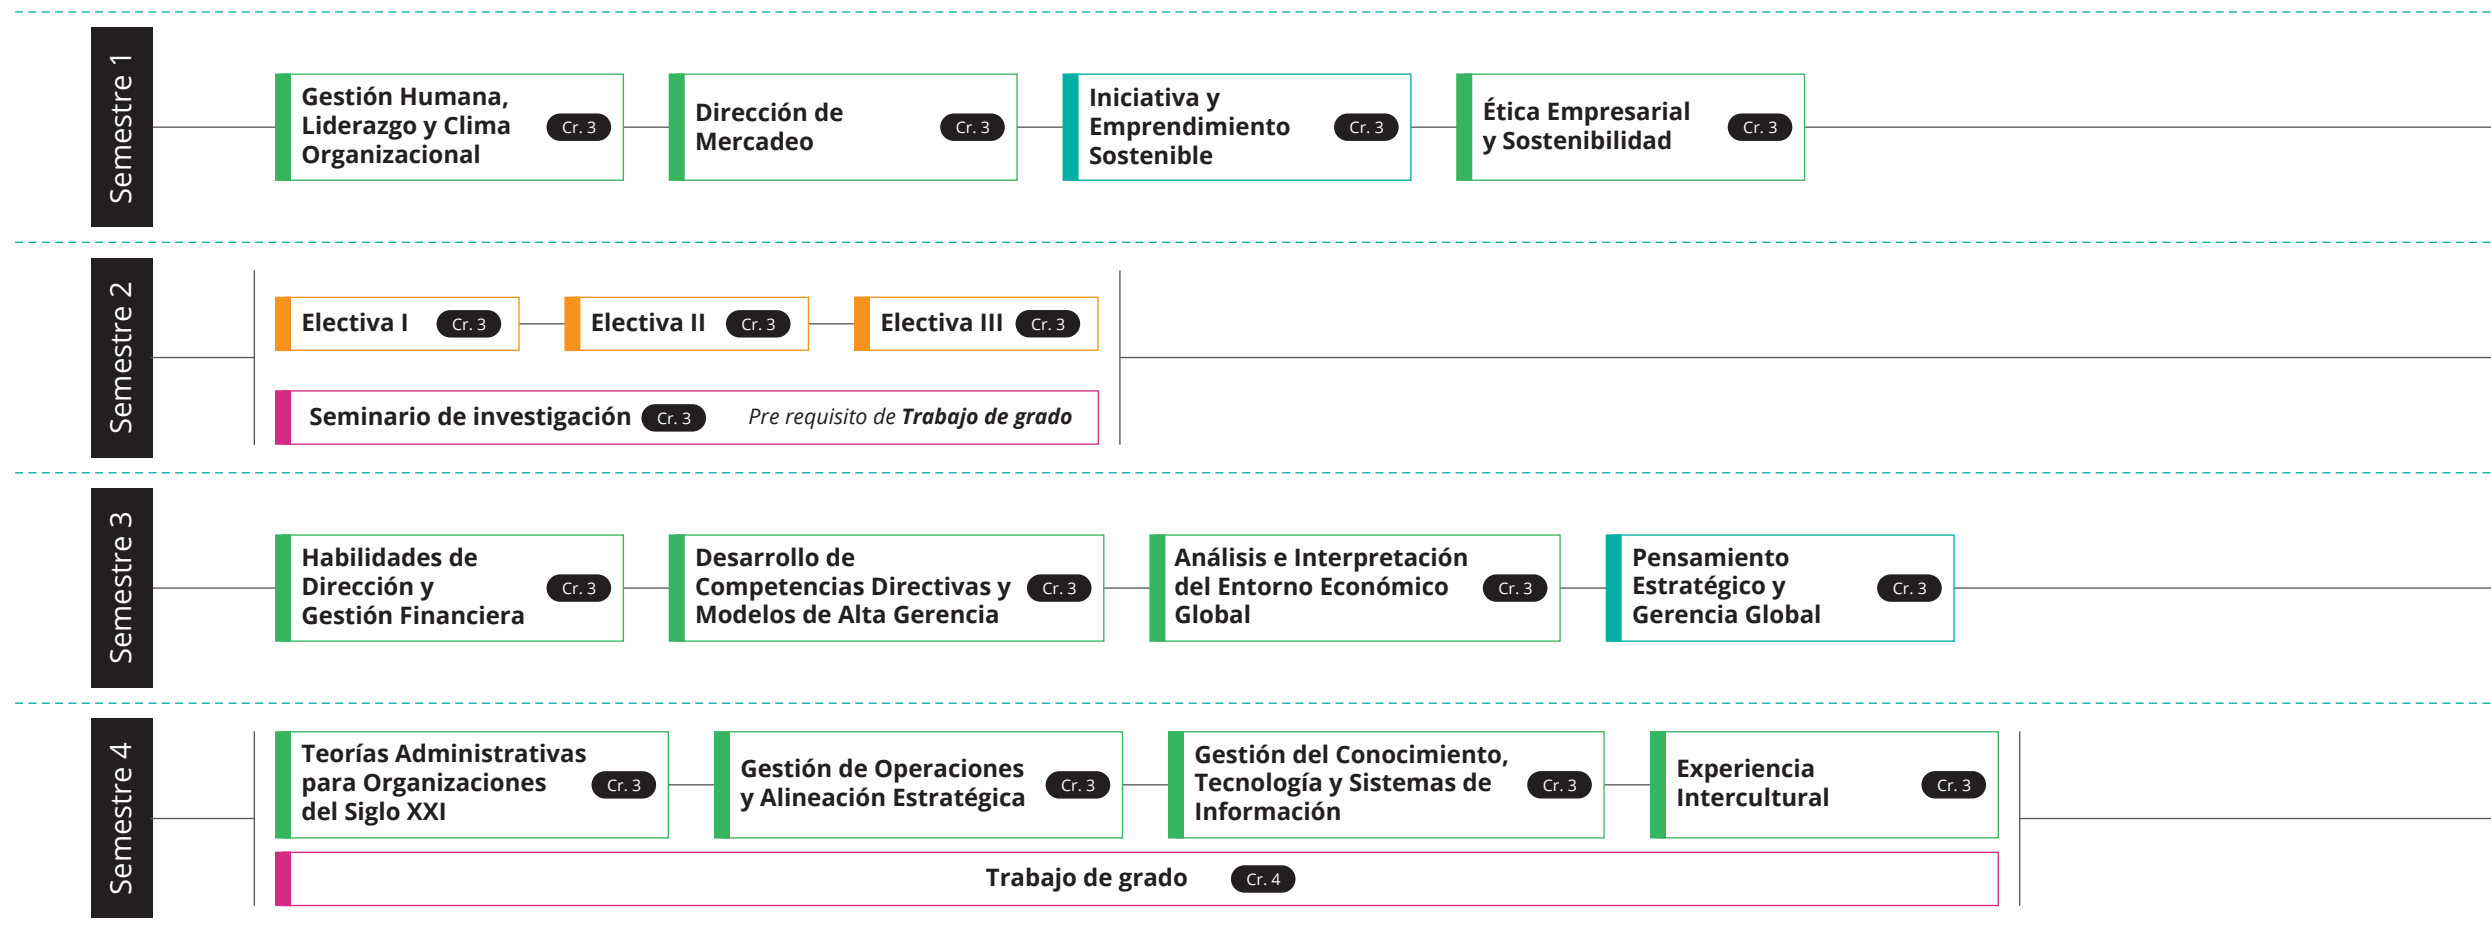 Semestre 1
Gestión Humana,
Liderazgo y Clima
Organizacional
Cr. 3
Dirección de
Mercadeo
Cr. 3
Iniciativa y
Emprendimiento
Sostenible
Cr. 3
Ética Empresarial
y Sostenibilidad
Cr. 3
Semestre 2
Electiva I
Cr. 3
Electiva II
Cr. 3
Electiva III
Cr. 3
Seminario de investigación
Cr. 3
Pre requisito de Trabajo de grado
Semestre 3
Habilidades de
Dirección y
Gestión Financiera
Cr. 3
Desarrollo de
Competencias Directivas y
Modelos de Alta Gerencia
Cr. 3
Análisis e Interpretación
del Entorno Económico
Global
Cr. 3
Pensamiento
Estratégico y
Gerencia Global
Cr. 3
Semestre 4
Teorías Administrativas
para Organizaciones
del Siglo XXI
Cr. 3
Gestión de Operaciones
y Alineación Estratégica
Cr. 3
Gestión del Conocimiento,
Tecnología y Sistemas de
Información
Cr. 3
Experiencia
Intercultural
Cr. 3
Trabajo de grado
Cr. 4